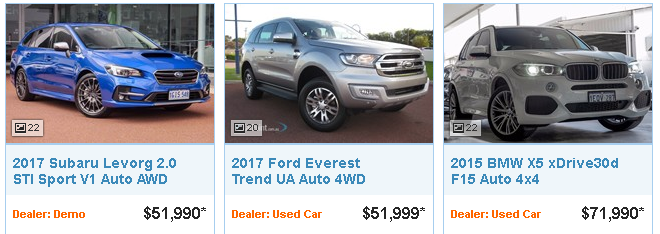 22
20
22
2017 Subaru Levorg 2.0
STI Sport V1 Auto AWD
2017 Ford Everest
Trend UA Auto 4WD
2015 BMW X5 xDrive30d
F15 Auto 4x4
Dealer: Demo
$51,990*
Dealer: Used Car
$51,999*
Dealer: Used Car
$71,990*